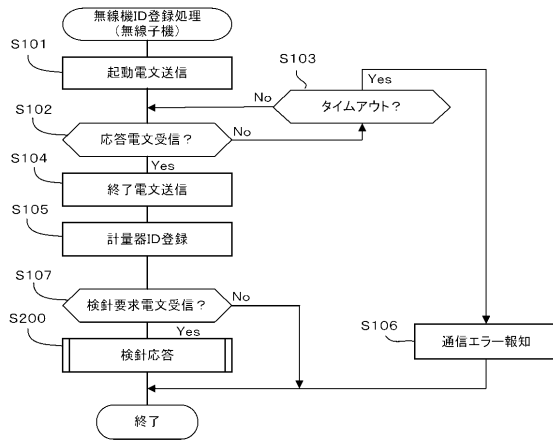 無線機ID登録処理
(無線子機)
S101
起動電文送信
S103
Yes
No
タイムアウト?
S102
応答電文受信?
No
Yes
S104
終了電文送信
S105
計量器ID登録
S107
検針要求電文受信?
No
Yes
S200
検針応答
S106
通信エラー報知
終了